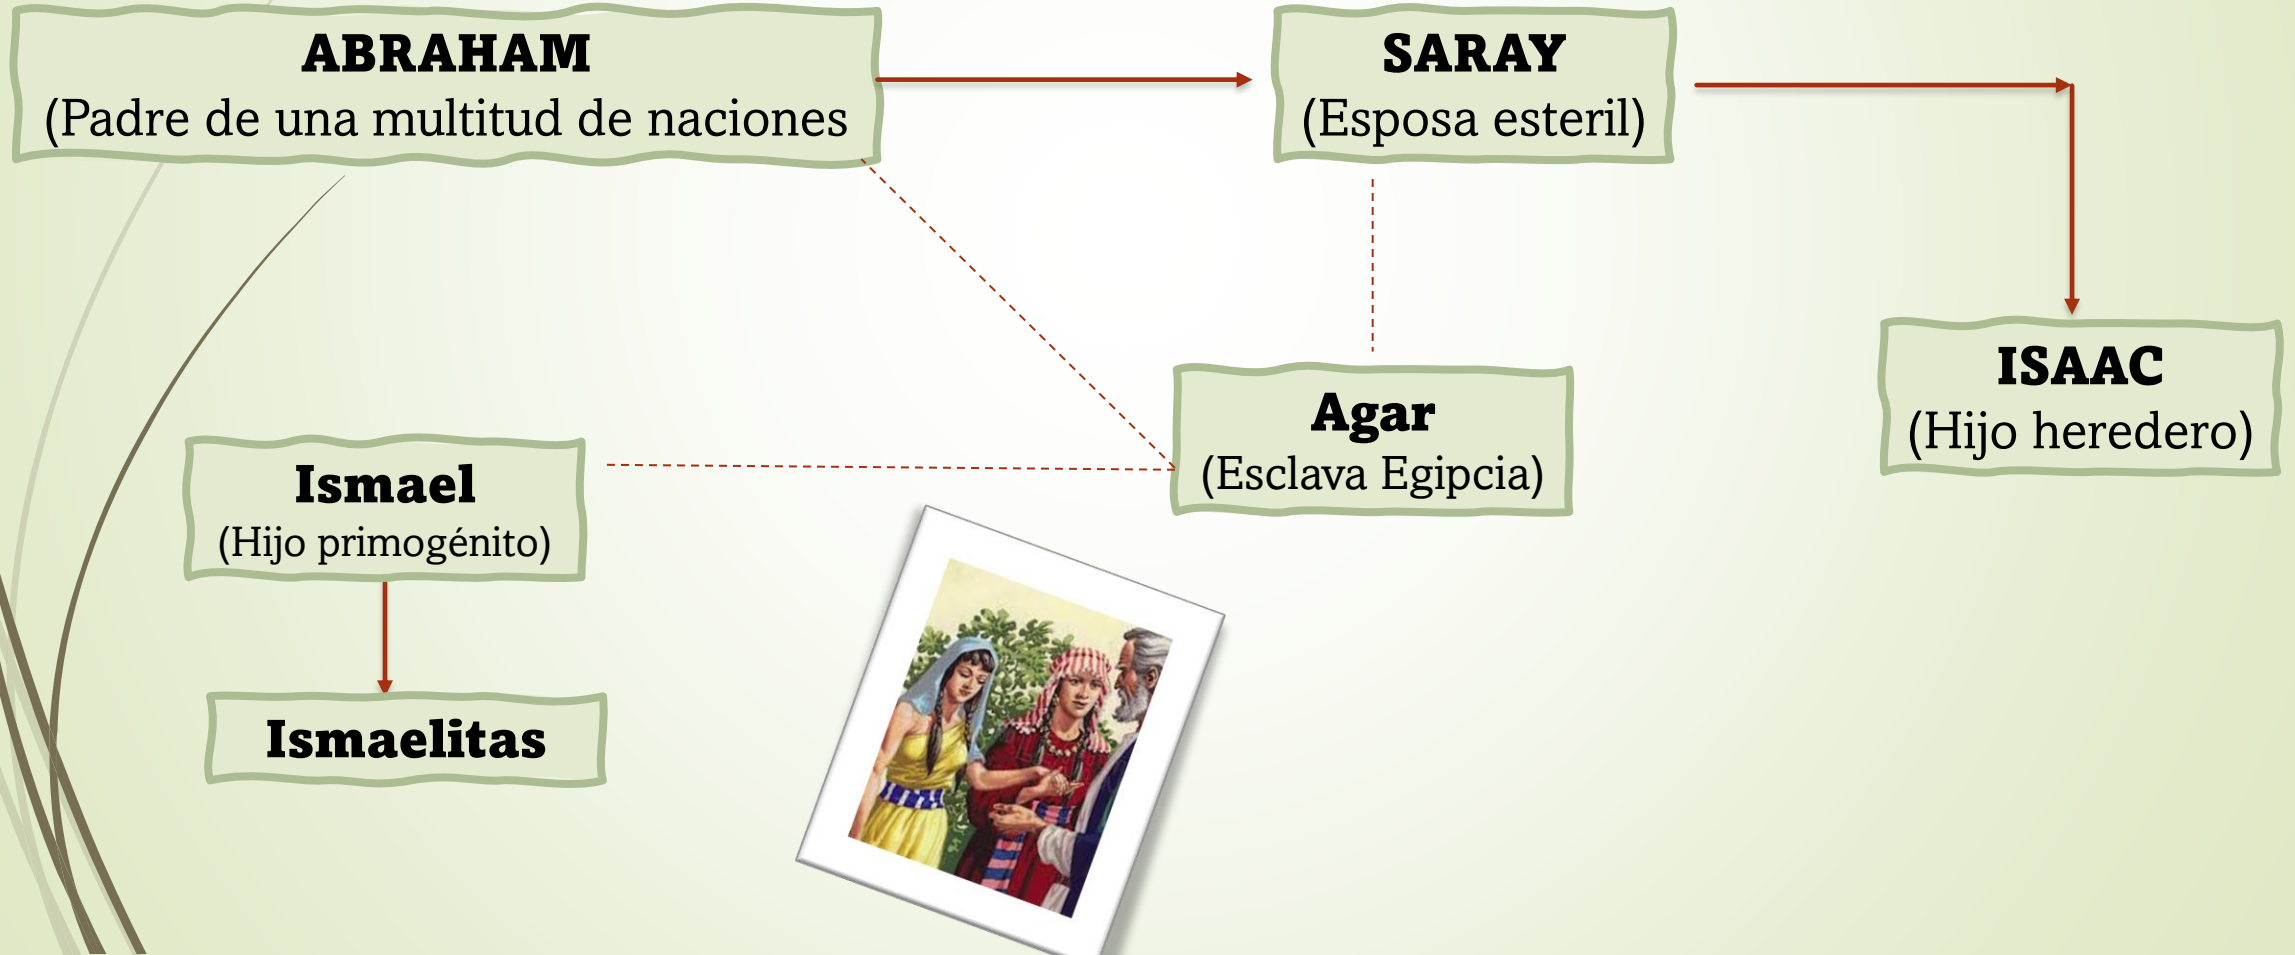 ABRAHAM
(Padre de una multitud de naciones
SARAY
(Esposa esteril)
ISAAC
(Hijo heredero)
Agar
(Esclava Egipcia)
Ismael
(Hijo primogénito)
Ismaelitas